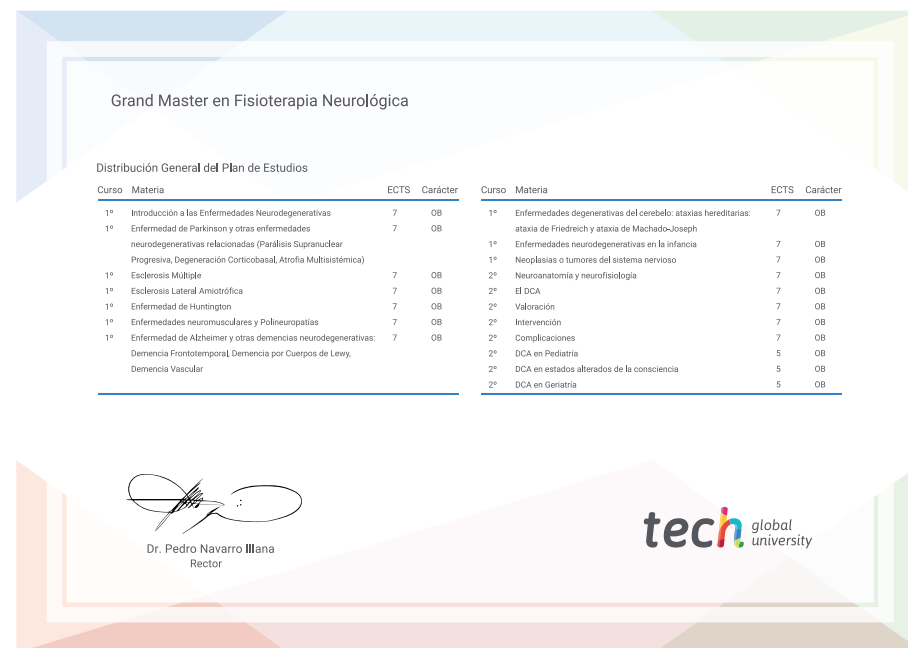 Grand Master en Fisioterapia Neurológica
Distribución General del Plan de Estudios
Curso Materia ECTS Carácter
1º Introducción a las Enfermedades Neurodegenerativas 7 OB
1º Enfermedad de Parkinson y otras enfermedades 7 OB
neurodegenerativas relacionadas (Parálisis Supranuclear
Progresiva, Degeneración Corticobasal, Atrofia Multisistémica)
1º Esclerosis Múltiple 7 OB
1º Esclerosis Lateral Amiotrófica 7 OB
1º Enfermedad de Huntington 7 OB
1º Enfermedades neuromusculares y Polineuropatías 7 OB
1º Enfermedad de Alzheimer y otras demencias neurodegenerativas: 7 OB
Demencia Frontotemporal, Demencia por Cuerpos de Lewy,
Demencia Vascular
Curso Materia ECTS Carácter
1º Enfermedades degenerativas del cerebelo: ataxias hereditarias: 7 OB
ataxia de Friedreich y ataxia de Machado-Joseph
1º Enfermedades neurodegenerativas en la infancia 7 OB
1º Neoplasias o tumores del sistema nervioso 7 OB
2º Neuroanatomía y neurofisiología 7 OB
2º El DCA 7 OB
2º Valoración 7 OB
2º Intervención 7 OB
2º Complicaciones 7 OB
2º DCA en Pediatría 5 OB
2º DCA en estados alterados de la consciencia 5 OB
2º DCA en Geriatría 5 OB
Dr. Pedro Navarro Illana
Rector
tech global
university